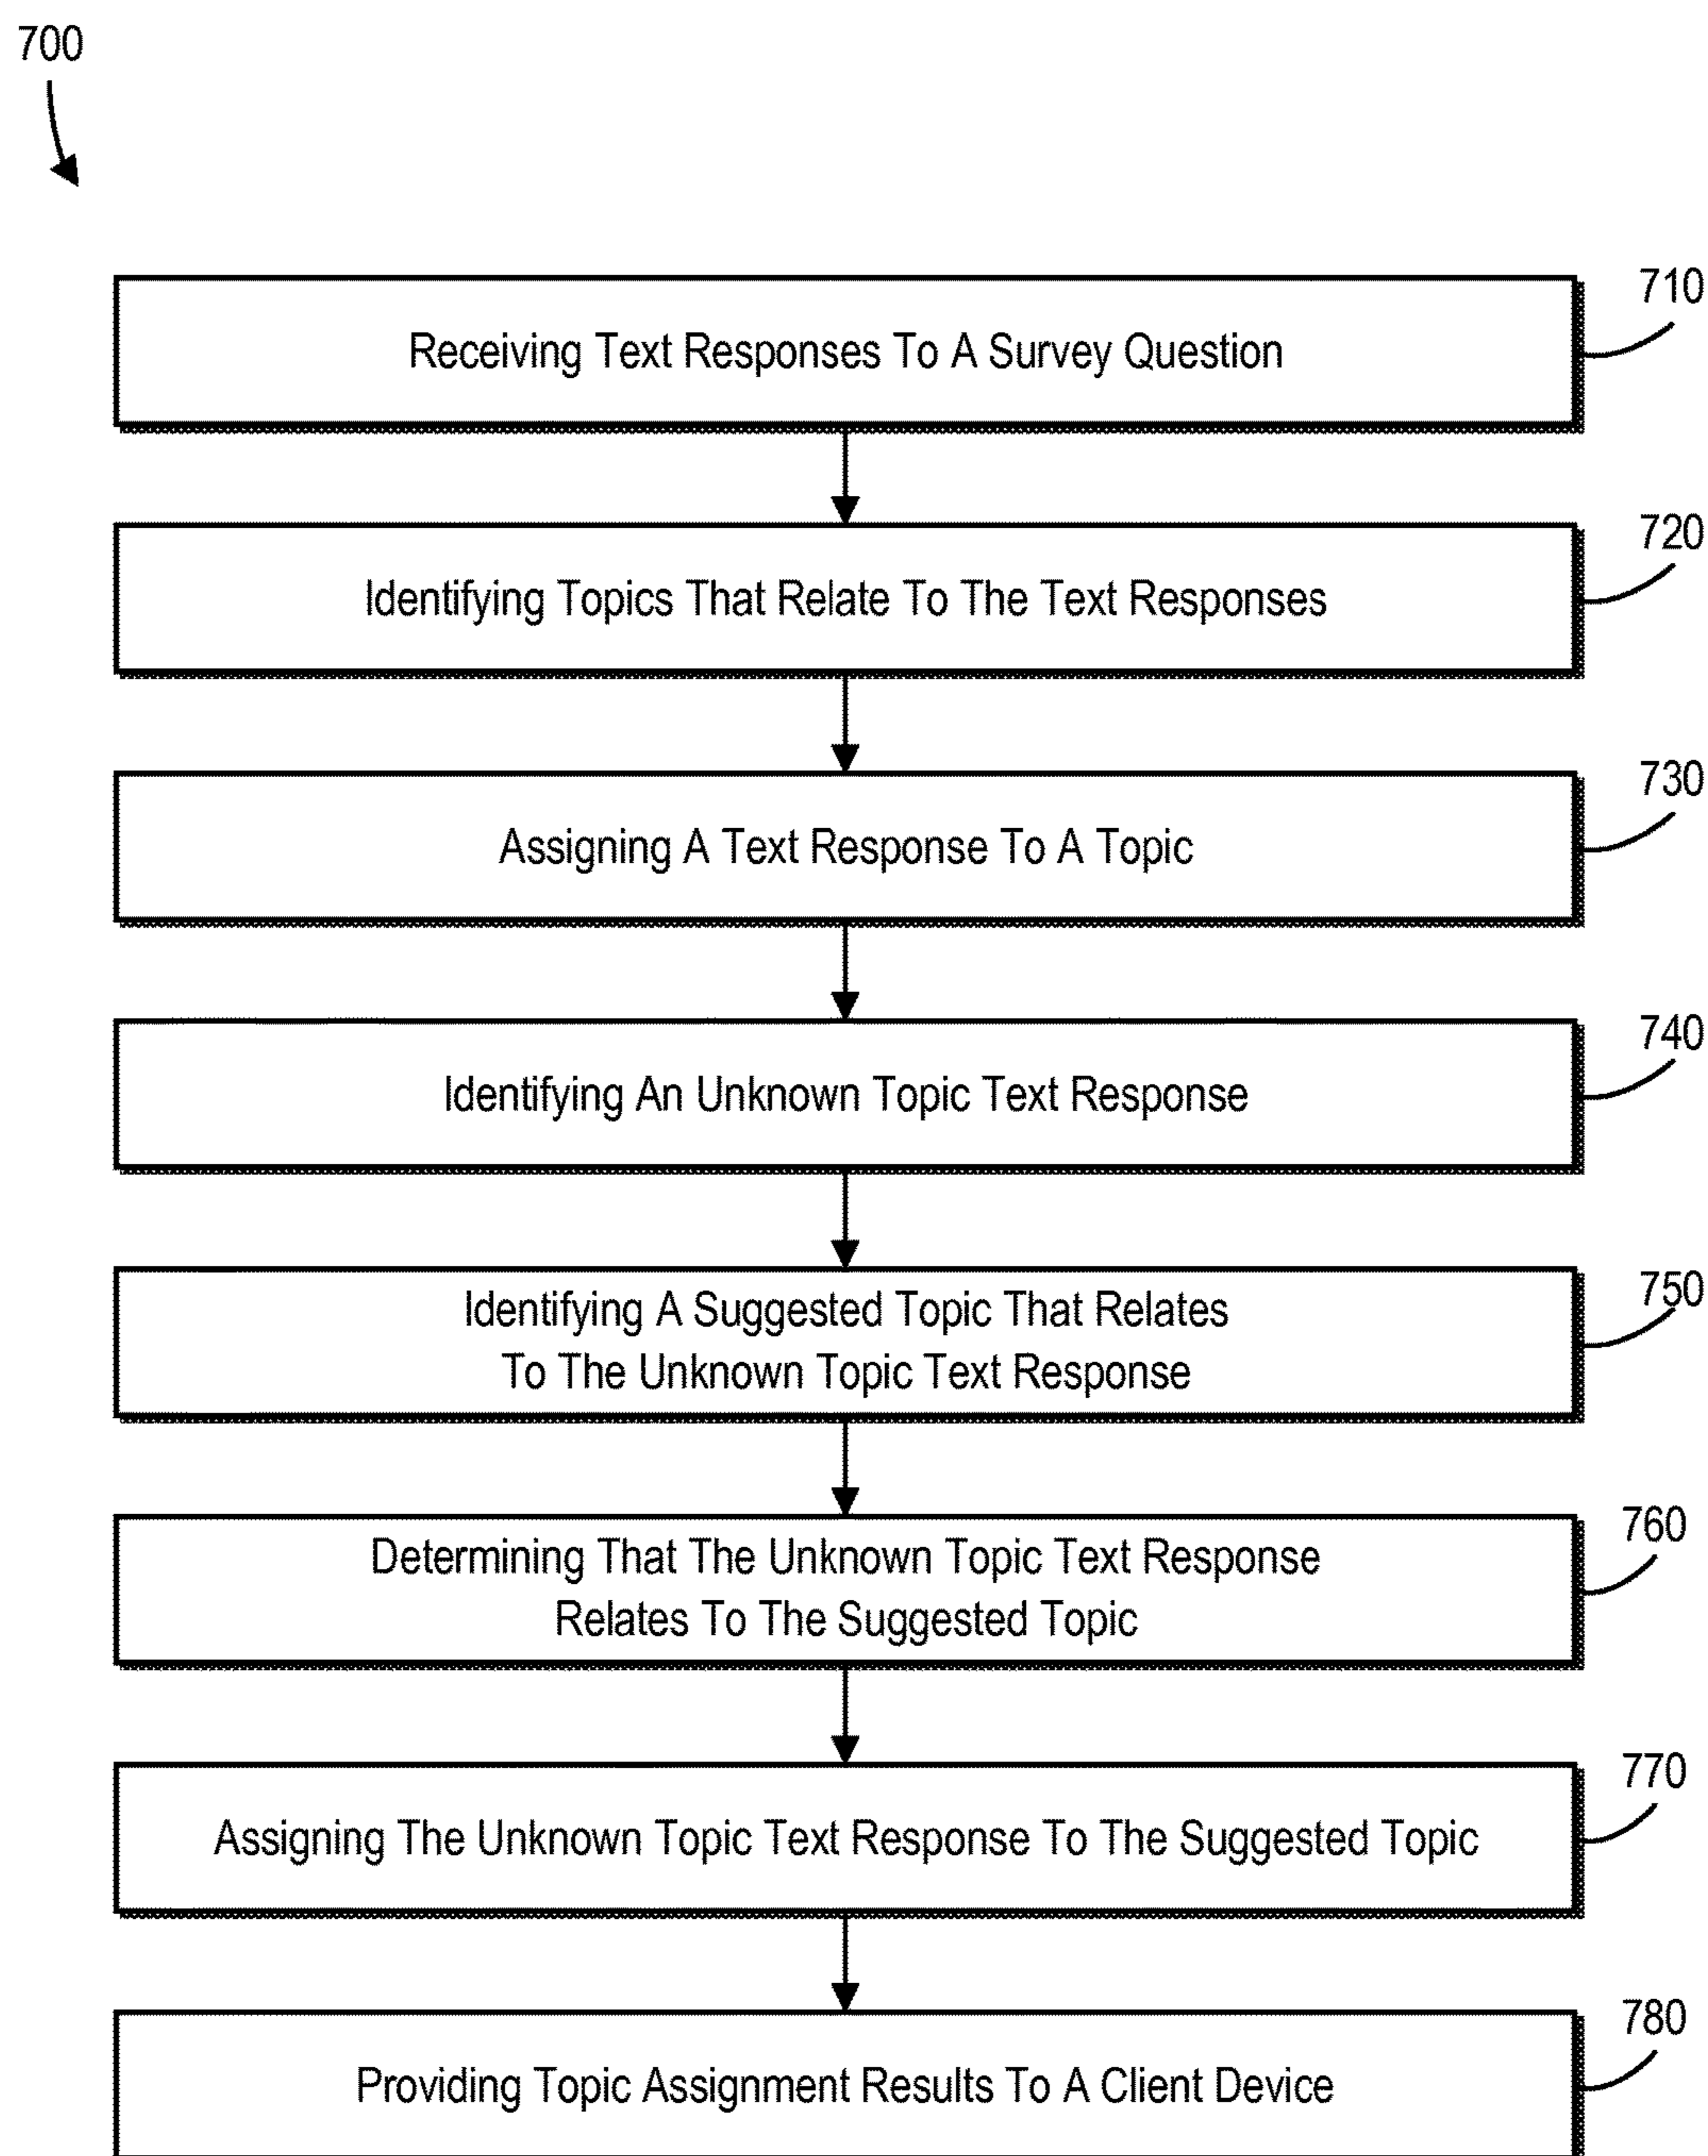 700
710
Receiving Text Responses To A Survey Question
720
Identifying Topics That Relate To The Text Responses
730
Assigning A Text Response To A Topic
740
Identifying An Unknown Topic Text Response
750
Identifying A Suggested Topic That Relates
To The Unknown Topic Text Response
760
Determining That The Unknown Topic Text Response
Relates To The Suggested Topic
770
Assigning The Unknown Topic Text Response To The Suggested Topic
780
Providing Topic Assignment Results To A Client Device